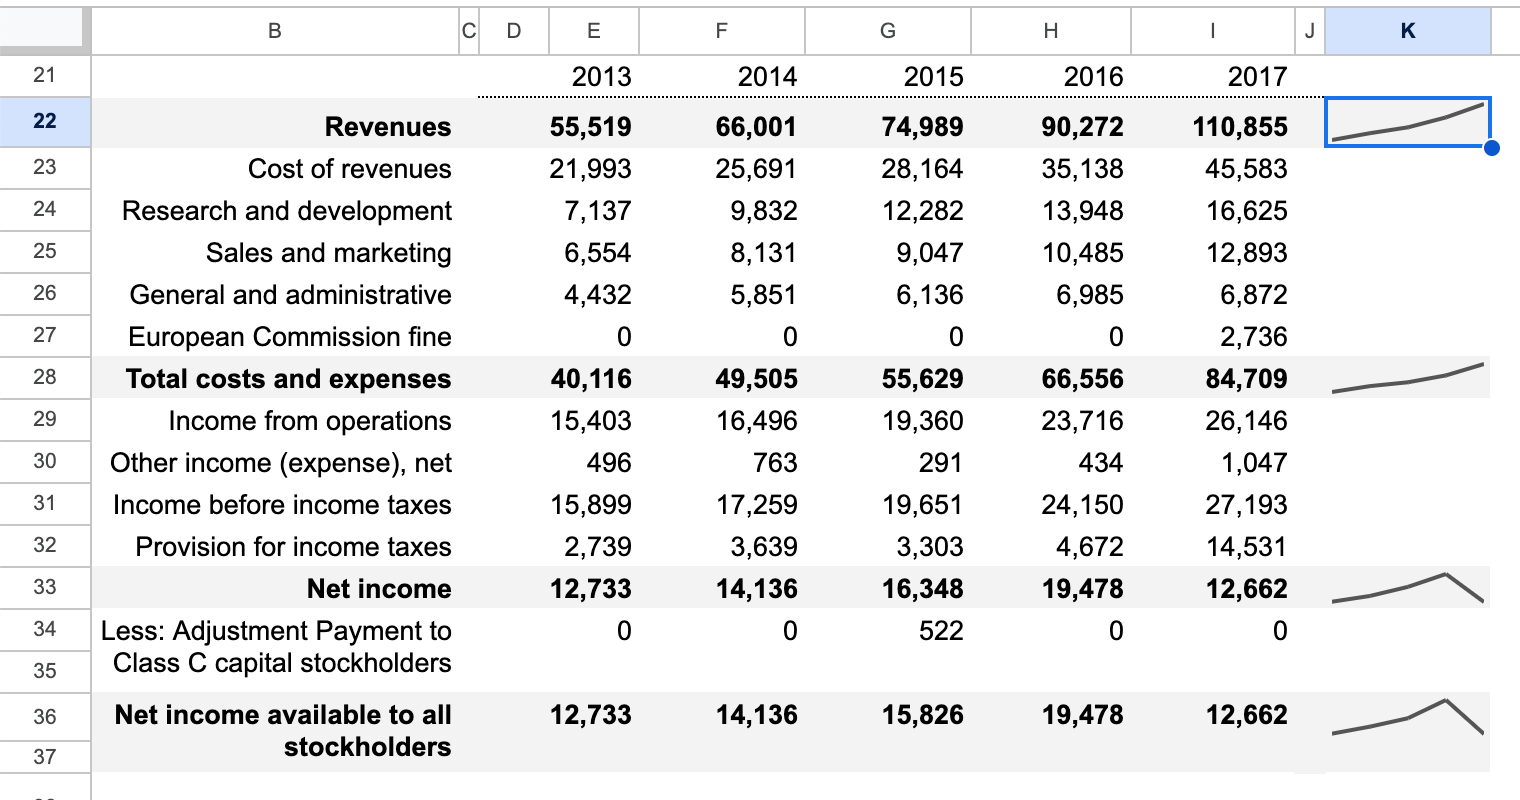 B C D E F G H I J K
21 2013 2014 2015 2016 2017
22 Revenues 55,519 66,001 74,989 90,272 110,855
23 Cost of revenues 21,993 25,691 28,164 35,138 45,583
24 Research and development 7,137 9,832 12,282 13,948 16,625
25 Sales and marketing 6,554 8,131 9,047 10,485 12,893
26 General and administrative 4,432 5,851 6,136 6,985 6,872
27 European Commission fine 0 0 0 0 2,736
28 Total costs and expenses 40,116 49,505 55,629 66,556 84,709
29 Income from operations 15,403 16,496 19,360 23,716 26,146
30 Other income (expense), net 496 763 291 434 1,047
31 Income before income taxes 15,899 17,259 19,651 24,150 27,193
32 Provision for income taxes 2,739 3,639 3,303 4,672 14,531
33 Net income 12,733 14,136 16,348 19,478 12,662
34 Less: Adjustment Payment to 0 0 522 0 0
35 Class C capital stockholders
36 Net income available to all 12,733 14,136 15,826 19,478 12,662
37 stockholders